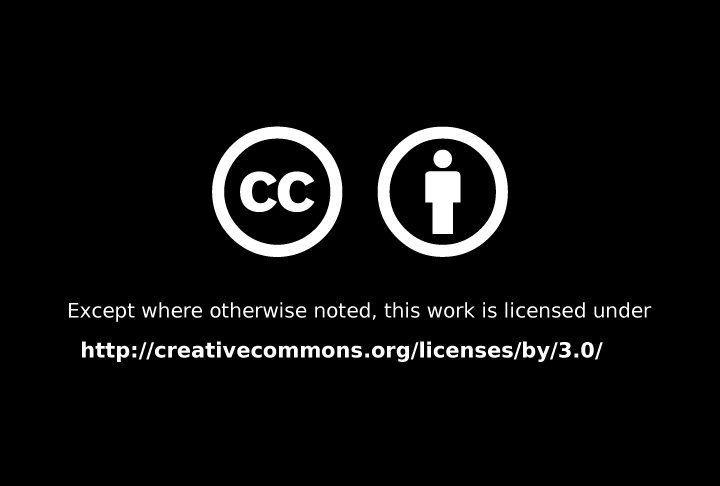 cc
Except where otherwise noted, this work is licensed under
http://creativecommons.org/licenses/by/3.0/